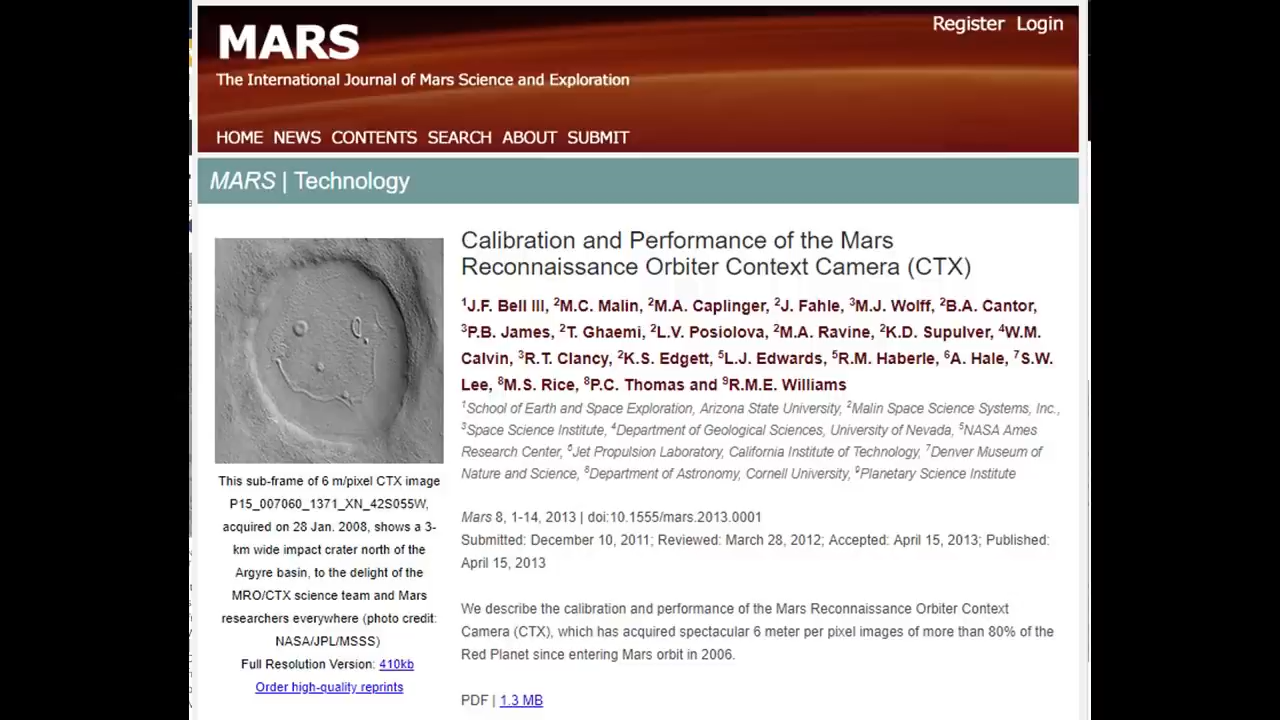 Register Login
MARS
The International Journal of Mars Science and Exploration
HOME NEWS CONTENTS SEARCH ABOUT SUBMIT
MARS | Technology
This sub-frame of 6 m/pixel CTX image
P15_007060_1371_XN_42S055W,
acquired on 28 Jan. 2008, shows a 3-
km wide impact crater north of the
Argyre basin, to the delight of the
MRO/CTX science team and Mars
researchers everywhere (photo credit:
NASA/JPL/MSSS)
Full Resolution Version: 410kb
Order high-quality reprints
Calibration and Performance of the Mars
Reconnaissance Orbiter Context Camera (CTX)
¹J.F. Bell III, ²M.C. Malin, ²M.A. Caplinger, ²J. Fahle, ³M.J. Wolff, ²B.A. Cantor,
³P.B. James, ²T. Ghaemi, ²L.V. Posiolova, ²M.A. Ravine, ²K.D. Supulver, ⁴W.M.
Calvin, ³R.T. Clancy, ²K.S. Edgett, ⁵L.J. Edwards, ⁵R.M. Haberle, ⁶A. Hale, ⁷S.W.
Lee, ⁸M.S. Rice, ⁸P.C. Thomas and ⁹R.M.E. Williams
¹School of Earth and Space Exploration, Arizona State University, ²Malin Space Science Systems, Inc.,
³Space Science Institute, ⁴Department of Geological Sciences, University of Nevada, ⁵NASA Ames
Research Center, ⁶Jet Propulsion Laboratory, California Institute of Technology, ⁷Denver Museum of
Nature and Science, ⁸Department of Astronomy, Cornell University, ⁹Planetary Science Institute
Mars 8, 1-14, 2013 | doi:10.1555/mars.2013.0001
Submitted: December 10, 2011; Reviewed: March 28, 2012; Accepted: April 15, 2013; Published:
April 15, 2013
We describe the calibration and performance of the Mars Reconnaissance Orbiter Context
Camera (CTX), which has acquired spectacular 6 meter per pixel images of more than 80% of the
Red Planet since entering Mars orbit in 2006.
PDF | 1.3 MB